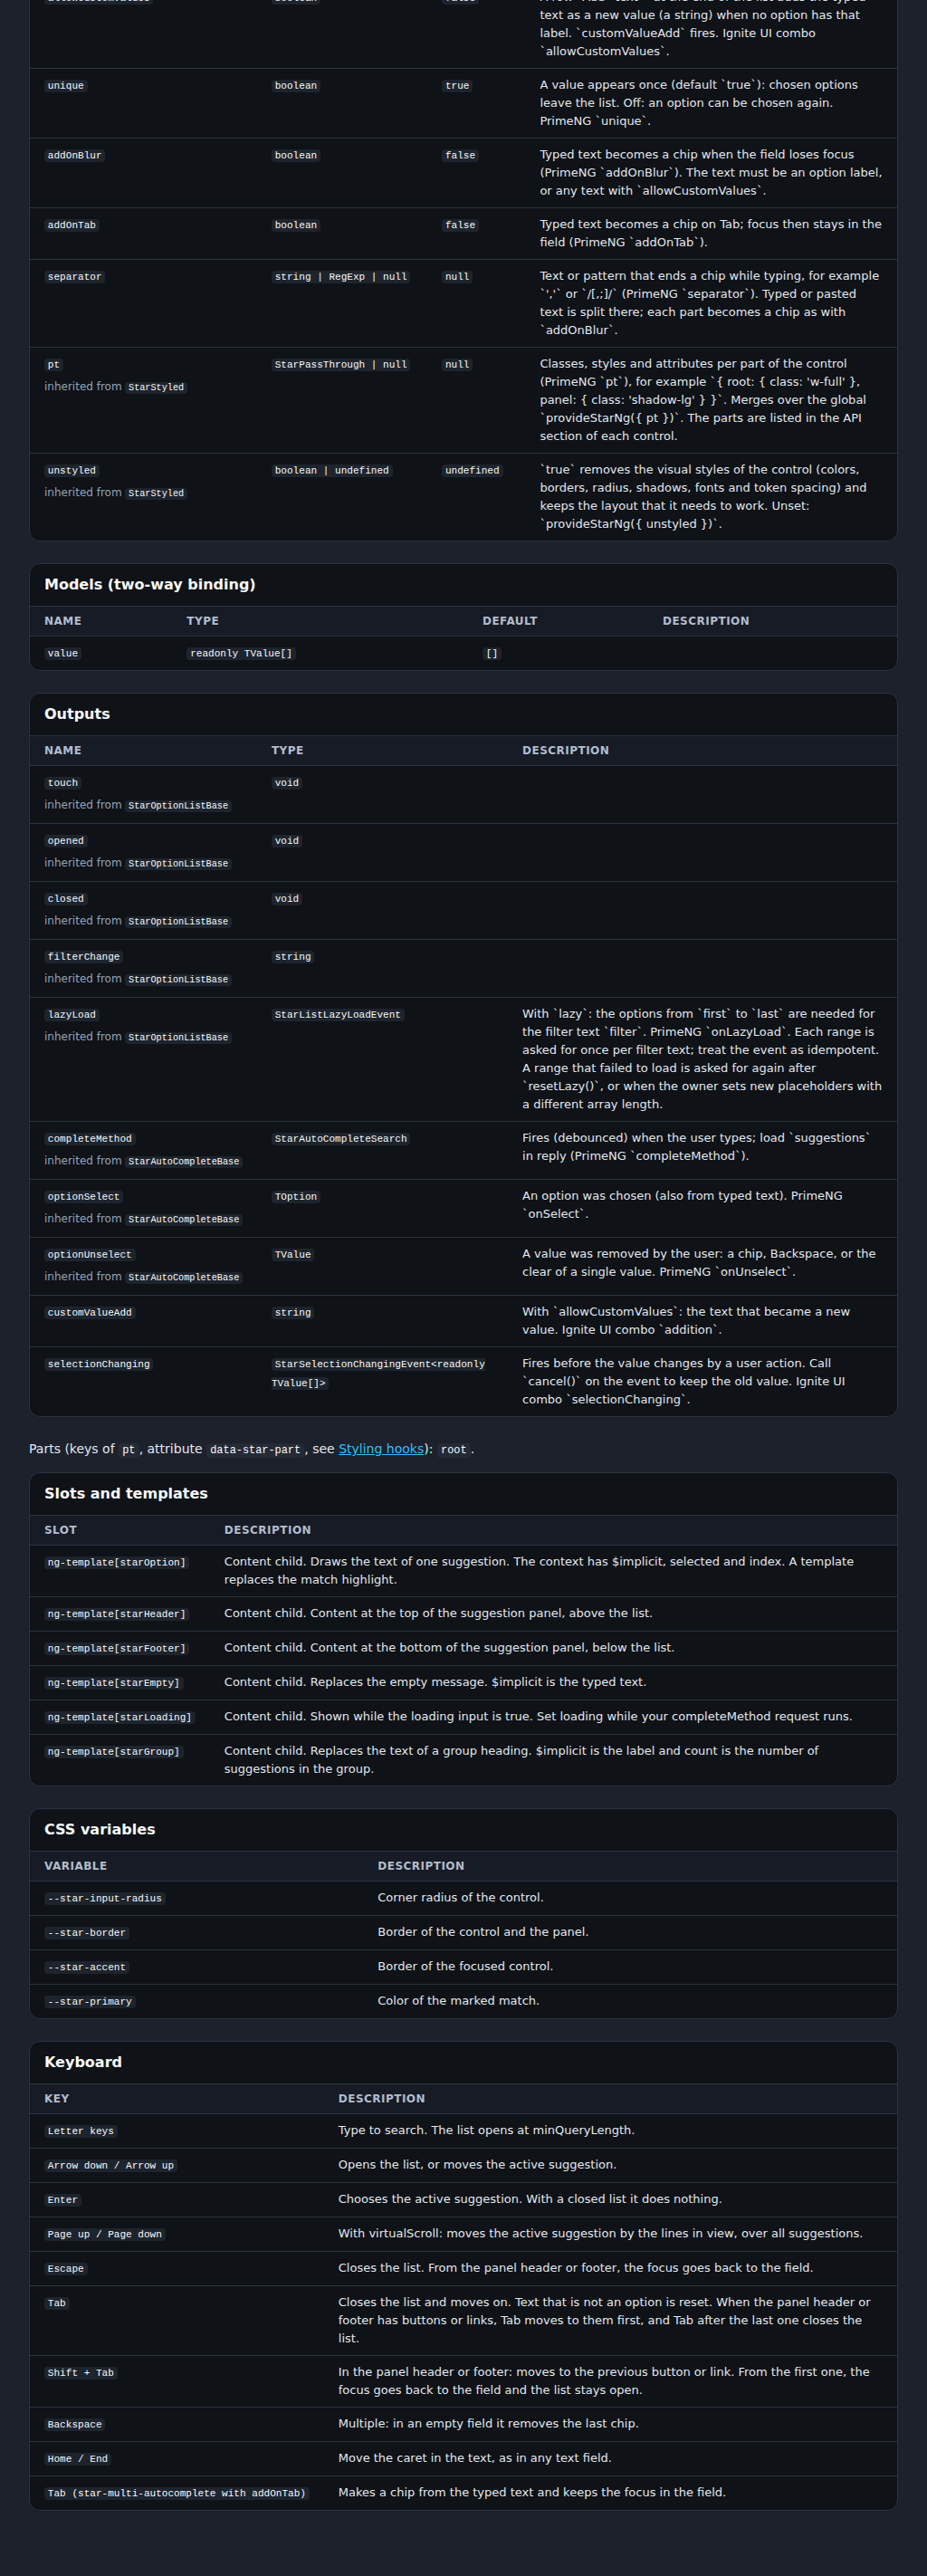 text as a new value (a string) when no option has that
label. `customValueAdd` fires. Ignite UI combo
`allowCustomValues`.
unique boolean true A value appears once (default `true`): chosen options
leave the list. Off: an option can be chosen again.
PrimeNG `unique`.
addOnBlur boolean false Typed text becomes a chip when the field loses focus
(PrimeNG `addOnBlur`). The text must be an option label,
or any text with `allowCustomValues`.
addOnTab boolean false Typed text becomes a chip on Tab; focus then stays in the
field (PrimeNG `addOnTab`).
separator string | RegExp | null null Text or pattern that ends a chip while typing, for example
`','` or `/[,;]/` (PrimeNG `separator`). Typed or pasted
text is split there; each part becomes a chip as with
`addOnBlur`.
pt StarPassThrough | null null Classes, styles and attributes per part of the control
inherited from StarStyled (PrimeNG `pt`), for example `{ root: { class: 'w-full' },
panel: { class: 'shadow-lg' } }`. Merges over the global
`provideStarNg({ pt })`. The parts are listed in the API
section of each control.
unstyled boolean | undefined undefined `true` removes the visual styles of the control (colors,
inherited from StarStyled borders, radius, shadows, fonts and token spacing) and
keeps the layout that it needs to work. Unset:
`provideStarNg({ unstyled })`.
Models (two-way binding)
NAME TYPE DEFAULT DESCRIPTION
value readonly TValue[] []
Outputs
NAME TYPE DESCRIPTION
touch void
inherited from StarOptionListBase
opened void
inherited from StarOptionListBase
closed void
inherited from StarOptionListBase
filterChange string
inherited from StarOptionListBase
lazyLoad StarListLazyLoadEvent With `lazy`: the options from `first` to `last` are needed for
inherited from StarOptionListBase the filter text `filter`. PrimeNG `onLazyLoad`. Each range is
asked for once per filter text; treat the event as idempotent.
A range that failed to load is asked for again after
`resetLazy()`, or when the owner sets new placeholders with
a different array length.
completeMethod StarAutoCompleteSearch Fires (debounced) when the user types; load `suggestions`
inherited from StarAutoCompleteBase in reply (PrimeNG `completeMethod`).
optionSelect TOption An option was chosen (also from typed text). PrimeNG
inherited from StarAutoCompleteBase `onSelect`.
optionUnselect TValue A value was removed by the user: a chip, Backspace, or the
inherited from StarAutoCompleteBase clear of a single value. PrimeNG `onUnselect`.
customValueAdd string With `allowCustomValues`: the text that became a new
value. Ignite UI combo `addition`.
selectionChanging StarSelectionChangingEvent<readonly Fires before the value changes by a user action. Call
TValue[]> `cancel()` on the event to keep the old value. Ignite UI
combo `selectionChanging`.
Parts (keys of pt, attribute data-star-part, see Styling hooks): root.
Slots and templates
SLOT DESCRIPTION
ng-template[starOption] Content child. Draws the text of one suggestion. The context has $implicit, selected and index. A template
replaces the match highlight.
ng-template[starHeader] Content child. Content at the top of the suggestion panel, above the list.
ng-template[starFooter] Content child. Content at the bottom of the suggestion panel, below the list.
ng-template[starEmpty] Content child. Replaces the empty message. $implicit is the typed text.
ng-template[starLoading] Content child. Shown while the loading input is true. Set loading while your completeMethod request runs.
ng-template[starGroup] Content child. Replaces the text of a group heading. $implicit is the label and count is the number of
suggestions in the group.
CSS variables
VARIABLE DESCRIPTION
--star-input-radius Corner radius of the control.
--star-border Border of the control and the panel.
--star-accent Border of the focused control.
--star-primary Color of the marked match.
Keyboard
KEY DESCRIPTION
Letter keys Type to search. The list opens at minQueryLength.
Arrow down / Arrow up Opens the list, or moves the active suggestion.
Enter Chooses the active suggestion. With a closed list it does nothing.
Page up / Page down With virtualScroll: moves the active suggestion by the lines in view, over all suggestions.
Escape Closes the list. From the panel header or footer, the focus goes back to the field.
Tab Closes the list and moves on. Text that is not an option is reset. When the panel header or
footer has buttons or links, Tab moves to them first, and Tab after the last one closes the
list.
Shift + Tab In the panel header or footer: moves to the previous button or link. From the first one, the
focus goes back to the field and the list stays open.
Backspace Multiple: in an empty field it removes the last chip.
Home / End Move the caret in the text, as in any text field.
Tab (star-multi-autocomplete with addOnTab) Makes a chip from the typed text and keeps the focus in the field.